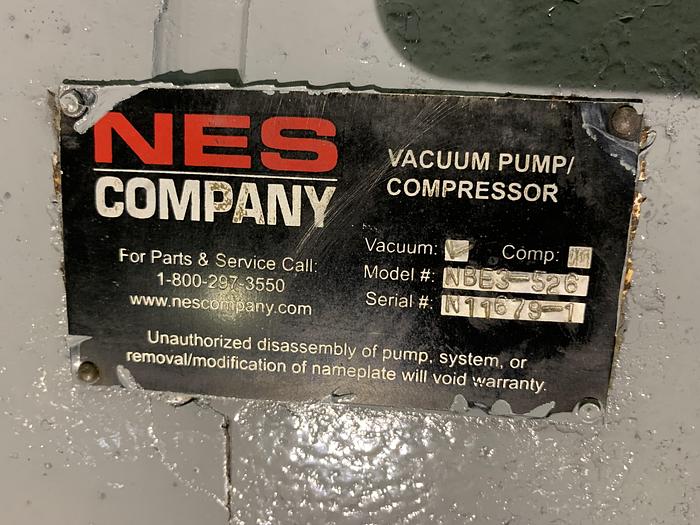 NES
COMPANY
VACUUM PUMP/
COMPRESSOR
For Parts & Service Call:
1-800-297-3550
www.nescompany.com
Vacuum: Comp:
Model #: NBE3-526
Serial #: N11679-1
Unauthorized disassembly of pump, system, or
removal/modification of nameplate will void warranty.